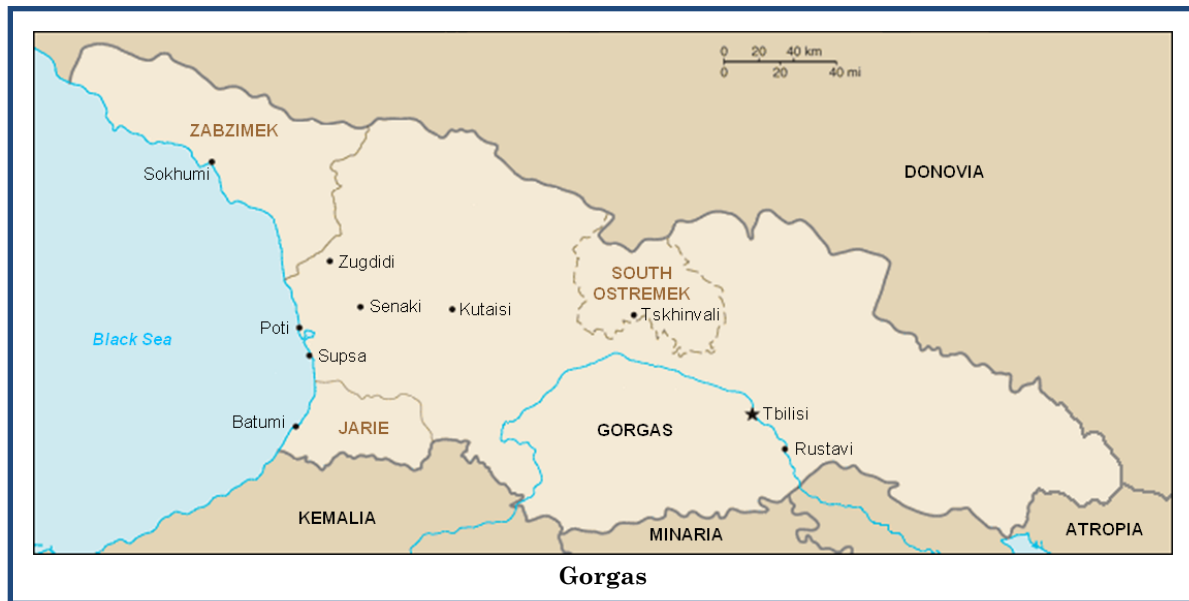 0 20 40 km
0 20 40 mi
ZABZIMEK
Sokhumi
DONOVIA
Zugdidi
SOUTH
OSTREMEK
Senaki
Kutaisi
Tskhinvali
Poti
Black Sea
Supsa
Tbilisi
Batumi
JARIE
GORGAS
Rustavi
KEMALIA
MINARIA
ATROPIA
Gorgas